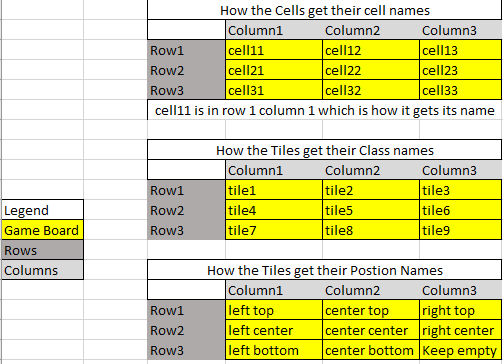 How the Cells get their cell names
Column1 Column2 Column3
Row1 cell11 cell12 cell13
Row2 cell21 cell22 cell23
Row3 cell31 cell32 cell33
cell11 is in row 1 column 1 which is how it gets its name
How the Tiles get their Class names
Column1 Column2 Column3
Row1 tile1 tile2 tile3
Row2 tile4 tile5 tile6
Row3 tile7 tile8 tile9
Legend
Game Board
Rows
Columns
How the Tiles get their Postion Names
Column1 Column2 Column3
Row1 left top center top right top
Row2 left center center center right center
Row3 left bottom center bottom Keep empty